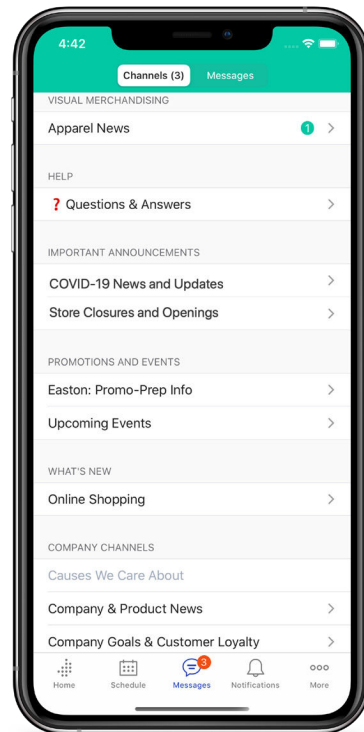 4:42
Channels (3) Messages
VISUAL MERCHANDISING
Apparel News 1
HELP
❓ Questions & Answers
IMPORTANT ANNOUNCEMENTS
COVID-19 News and Updates
Store Closures and Openings
PROMOTIONS AND EVENTS
Easton: Promo-Prep Info
Upcoming Events
WHAT'S NEW
Online Shopping
COMPANY CHANNELS
Causes We Care About
Company & Product News
Company Goals & Customer Loyalty
3
Home Schedule Messages Notifications More